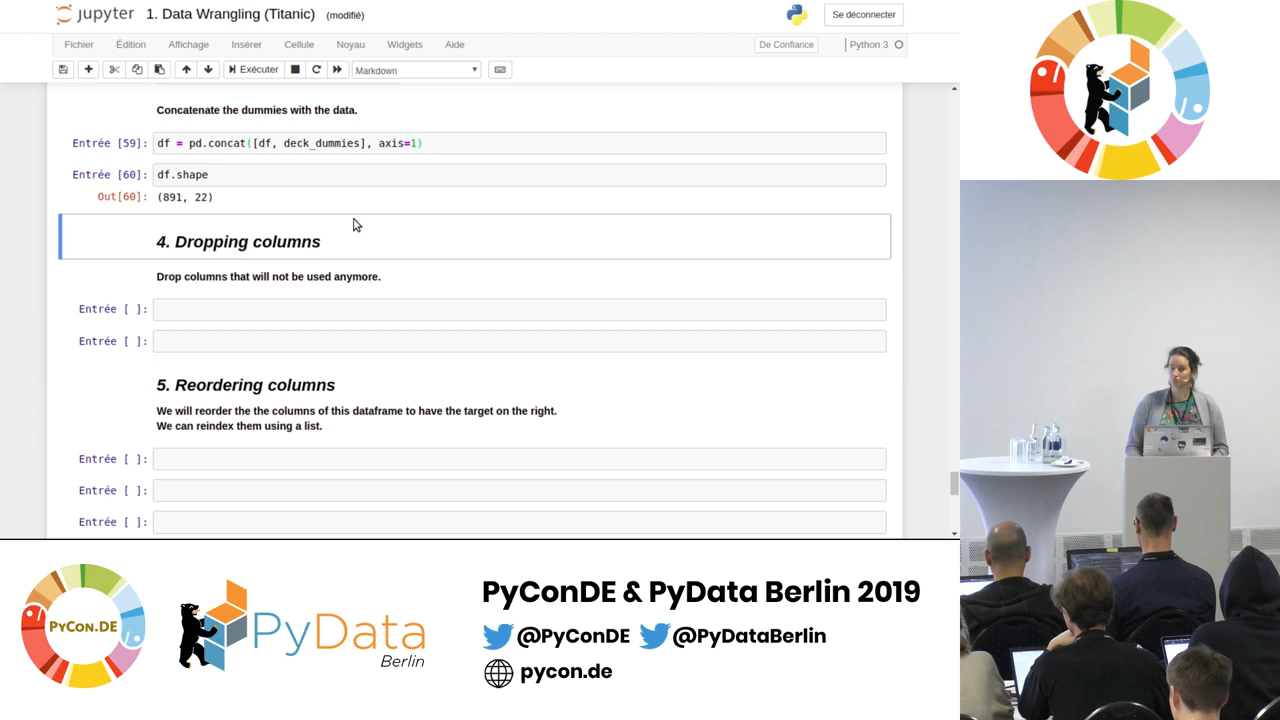 jupyter 1. Data Wrangling (Titanic) (modifié)
Se déconnecter
Fichier Édition Affichage Insérer Cellule Noyau Widgets Aide
De Confiance Python 3
Exécuter Markdown
Concatenate the dummies with the data.
Entrée [59]: df = pd.concat([df, deck_dummies], axis=1)
Entrée [60]: df.shape
Out[60]: (891, 22)
4. Dropping columns
Drop columns that will not be used anymore.
Entrée [ ]:
Entrée [ ]:
5. Reordering columns
We will reorder the the columns of this dataframe to have the target on the right.
We can reindex them using a list.
Entrée [ ]:
Entrée [ ]:
Entrée [ ]:
PyCon.DE
PyData
Berlin
PyConDE & PyData Berlin 2019
@PyConDE @PyDataBerlin
pycon.de